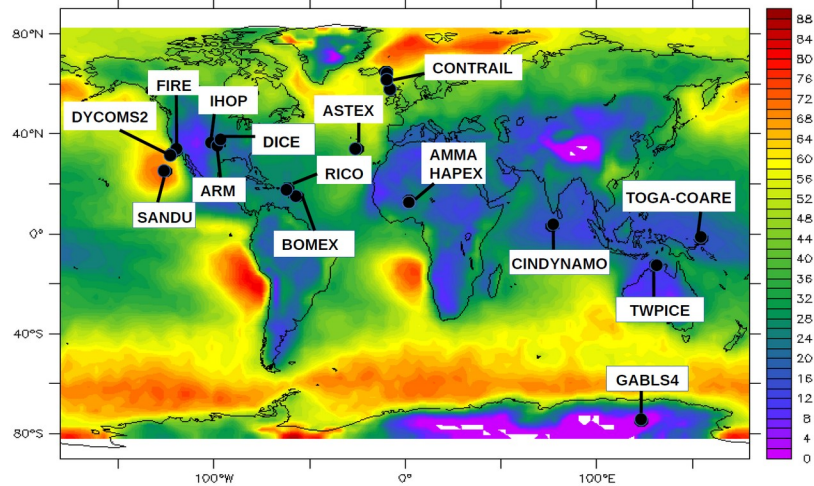 80°N
CONTRAIL
FIRE
IHOP
ASTEX
DYCOMS2
40°N
DICE
AMMA
HAPEX
RICO
ARM
TOGA-COARE
SANDU
0°
BOMEX
CINDYNAMO
TWPICE
40°S
GABLS4
80°S
100°W
0°
100°E
88
84
80
76
72
68
64
60
56
52
48
44
40
36
32
28
24
20
16
12
8
4
0